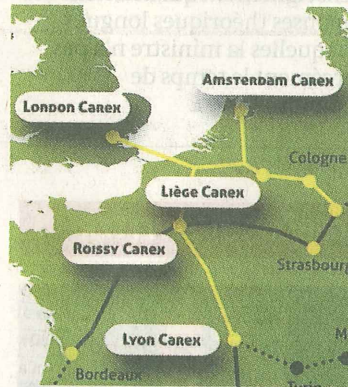 Amsterdam Carex
London Carex
Cologne
Liège Carex
Roissy Carex
Strasbourg
Lyon Carex
Bordeaux